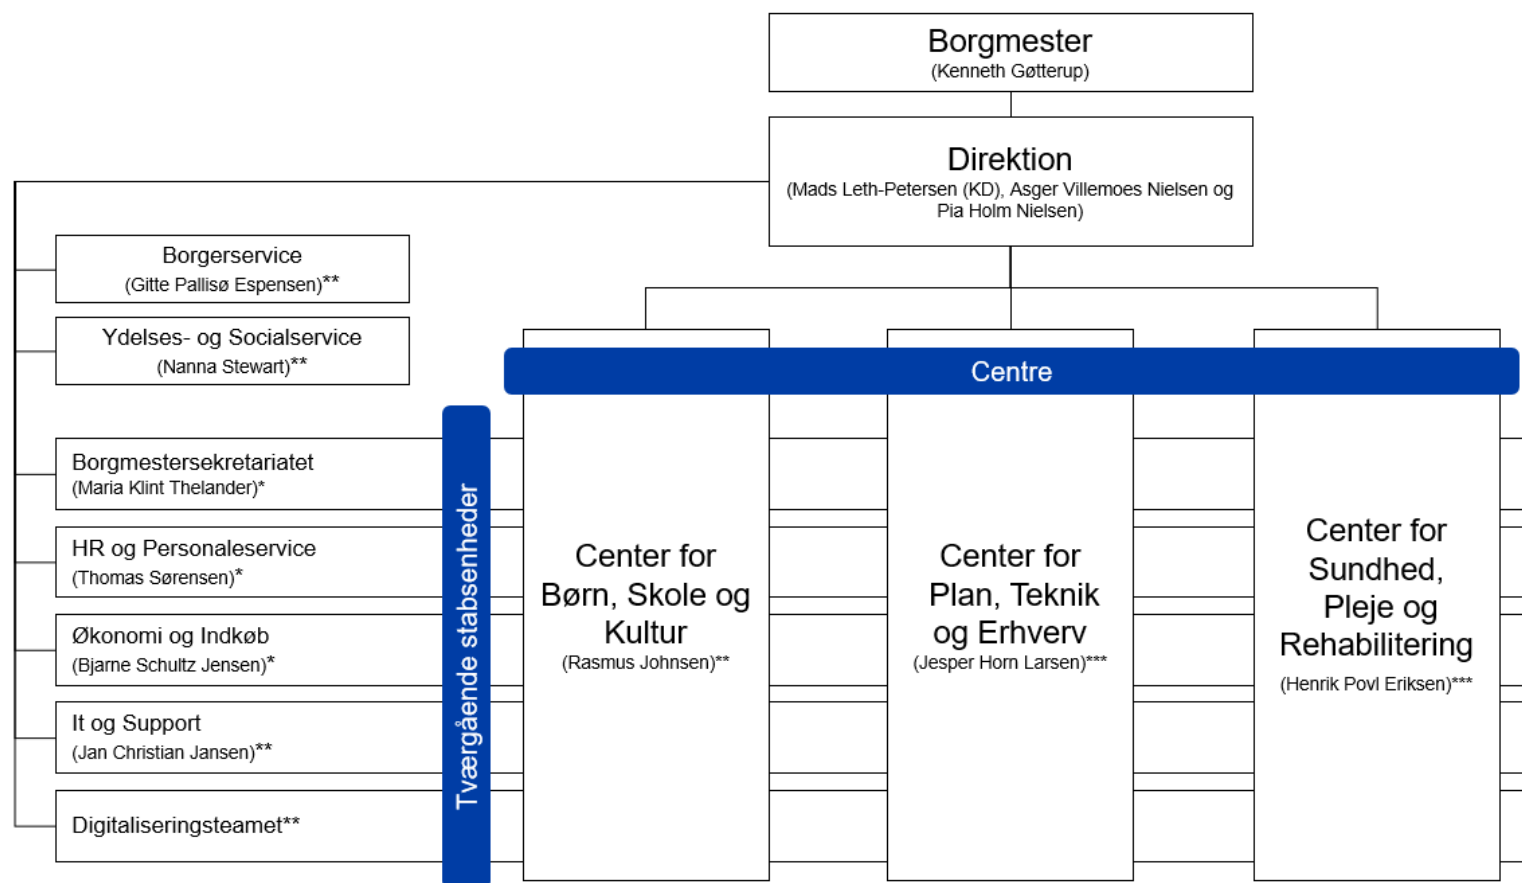 Borgmester
(Kenneth Gøtterup)
Direktion
(Mads Leth-Petersen (KD), Asger Villemoes Nielsen og
Pia Holm Nielsen)
Borgerservice
(Gitte Pallisø Espensen)**
Ydelses- og Socialservice
(Nanna Stewart)**
Centre
Tværgående stabsenheder
Borgmestersekretariatet
(Maria Klint Thelander)*
HR og Personaleservice
(Thomas Sørensen)*
Økonomi og Indkøb
(Bjarne Schultz Jensen)*
It og Support
(Jan Christian Jansen)**
Digitaliseringsteamet**
Center for
Børn, Skole og
Kultur
(Rasmus Johnsen)**
Center for
Plan, Teknik
og Erhverv
(Jesper Horn Larsen)***
Center for
Sundhed,
Pleje og
Rehabilitering
(Henrik Povl Eriksen)***